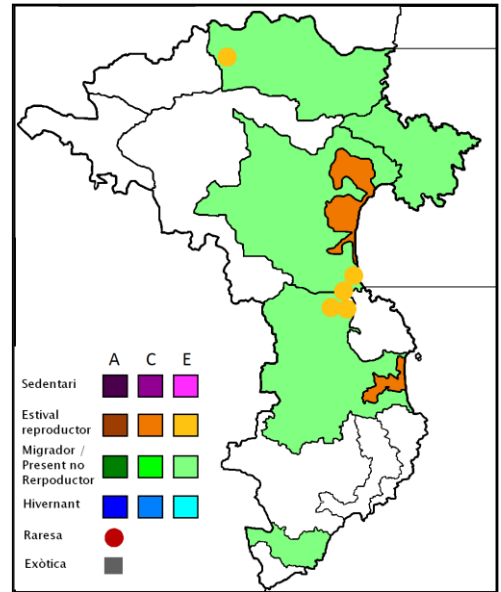 A C E
Sedentari
Estival
reproductor
Migrador /
Present no
Rerpoductor
Hivernant
Raresa
Exòtica